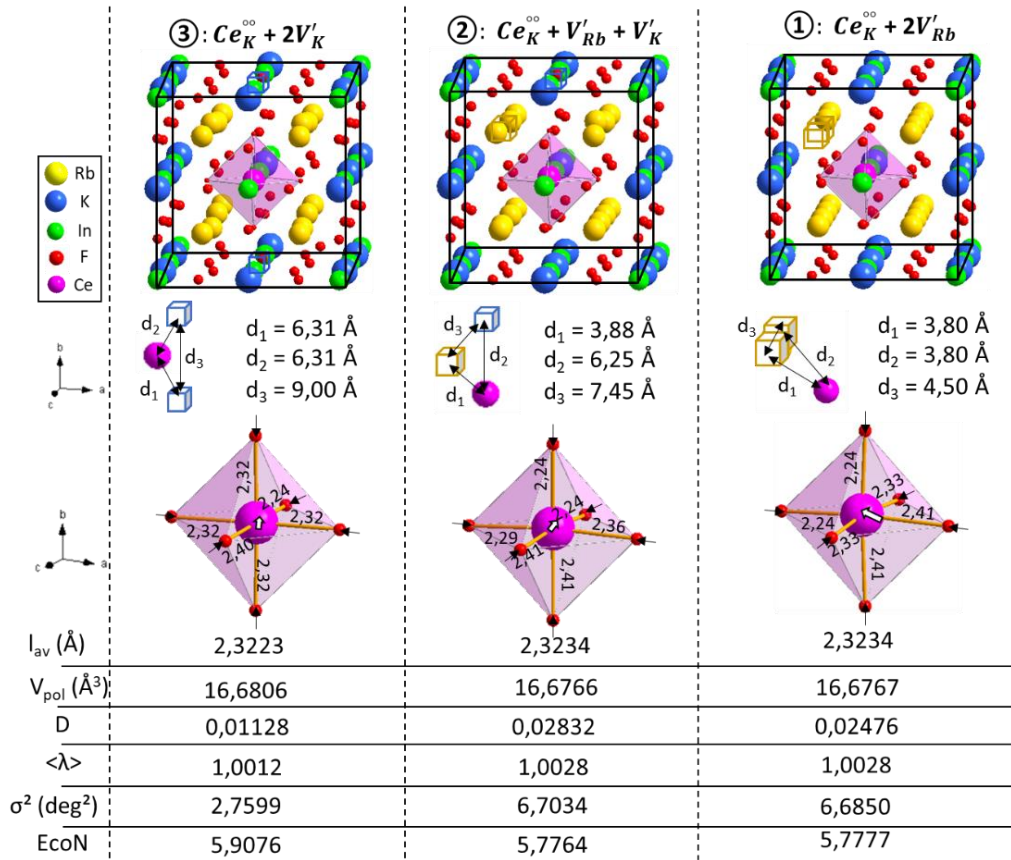 ③: Ce_K^°° + 2V'_K
②: Ce_K^°° + V'_Rb + V'_K
①: Ce_K^°° + 2V'_Rb
Rb
K
In
F
Ce
b
a
c
d₂
d₃
d₁
d₁ = 6,31 Å
d₂ = 6,31 Å
d₃ = 9,00 Å
d₃
d₂
d₁
d₁ = 3,88 Å
d₂ = 6,25 Å
d₃ = 7,45 Å
d₃
d₂
d₁
d₁ = 3,80 Å
d₂ = 3,80 Å
d₃ = 4,50 Å
b
a
c
2,32
2,24
2,32
2,32
2,40
2,32
2,24
2,24
2,36
2,29
2,41
2,41
2,24
2,33
2,41
2,24
2,33
2,41
l_av (Å) 2,3223 2,3234 2,3234
V_pol (Å³) 16,6806 16,6766 16,6767
D 0,01128 0,02832 0,02476
<λ> 1,0012 1,0028 1,0028
σ² (deg²) 2,7599 6,7034 6,6850
EcoN 5,9076 5,7764 5,7777